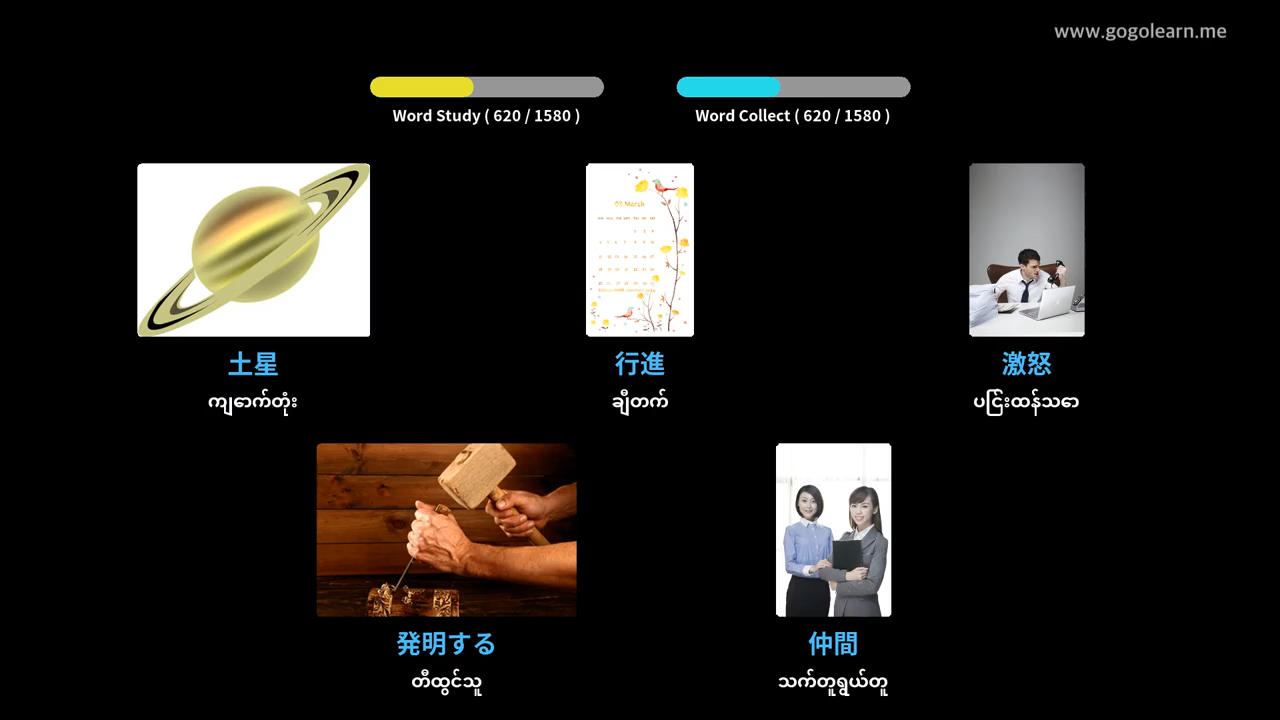 www.gogolearn.me
Word Study ( 620 / 1580 )
Word Collect ( 620 / 1580 )
03 March
土星
行進
激怒
ကျောက်တုံး
ချီတက်
ပြင်းထန်သော
発明する
仲間
တီထွင်သူ
သက်တူရွယ်တူ